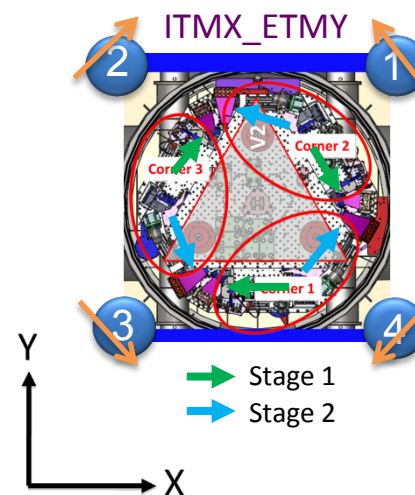 ITMX_ETMY
2
1
V2
Corner 2
Corner 3
Corner 1
3
4
Y
Stage 1
Stage 2
X